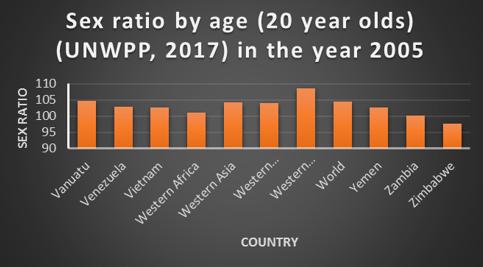 Sex ratio by age (20 year olds)
(UNWPP, 2017) in the year 2005
110
105
100
95
90
SEX RATIO
Vanuatu
Venezuela
Vietnam
Western Africa
Western Asia
Western...
Western...
World
Yemen
Zambia
Zimbabwe
COUNTRY